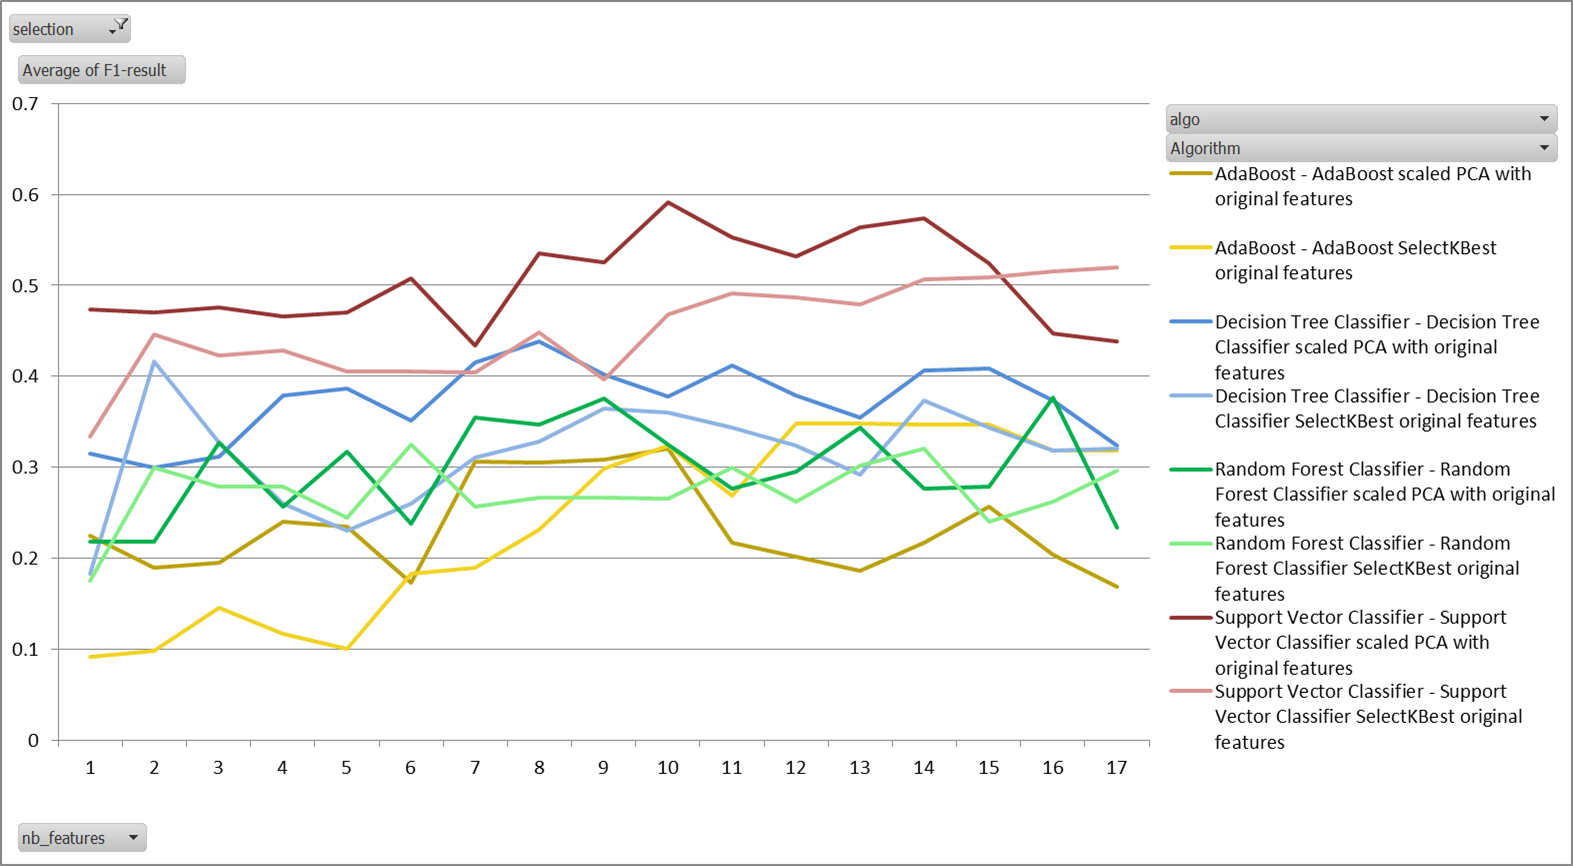 selection
Average of F1-result
0.7
0.6
0.5
0.4
0.3
0.2
0.1
0
1 2 3 4 5 6 7 8 9 10 11 12 13 14 15 16 17
nb_features
algo
Algorithm
AdaBoost - AdaBoost scaled PCA with
original features
AdaBoost - AdaBoost SelectKBest
original features
Decision Tree Classifier - Decision Tree
Classifier scaled PCA with original
features
Decision Tree Classifier - Decision Tree
Classifier SelectKBest original features
Random Forest Classifier - Random
Forest Classifier scaled PCA with original
features
Random Forest Classifier - Random
Forest Classifier SelectKBest original
features
Support Vector Classifier - Support
Vector Classifier scaled PCA with
original features
Support Vector Classifier - Support
Vector Classifier SelectKBest original
features